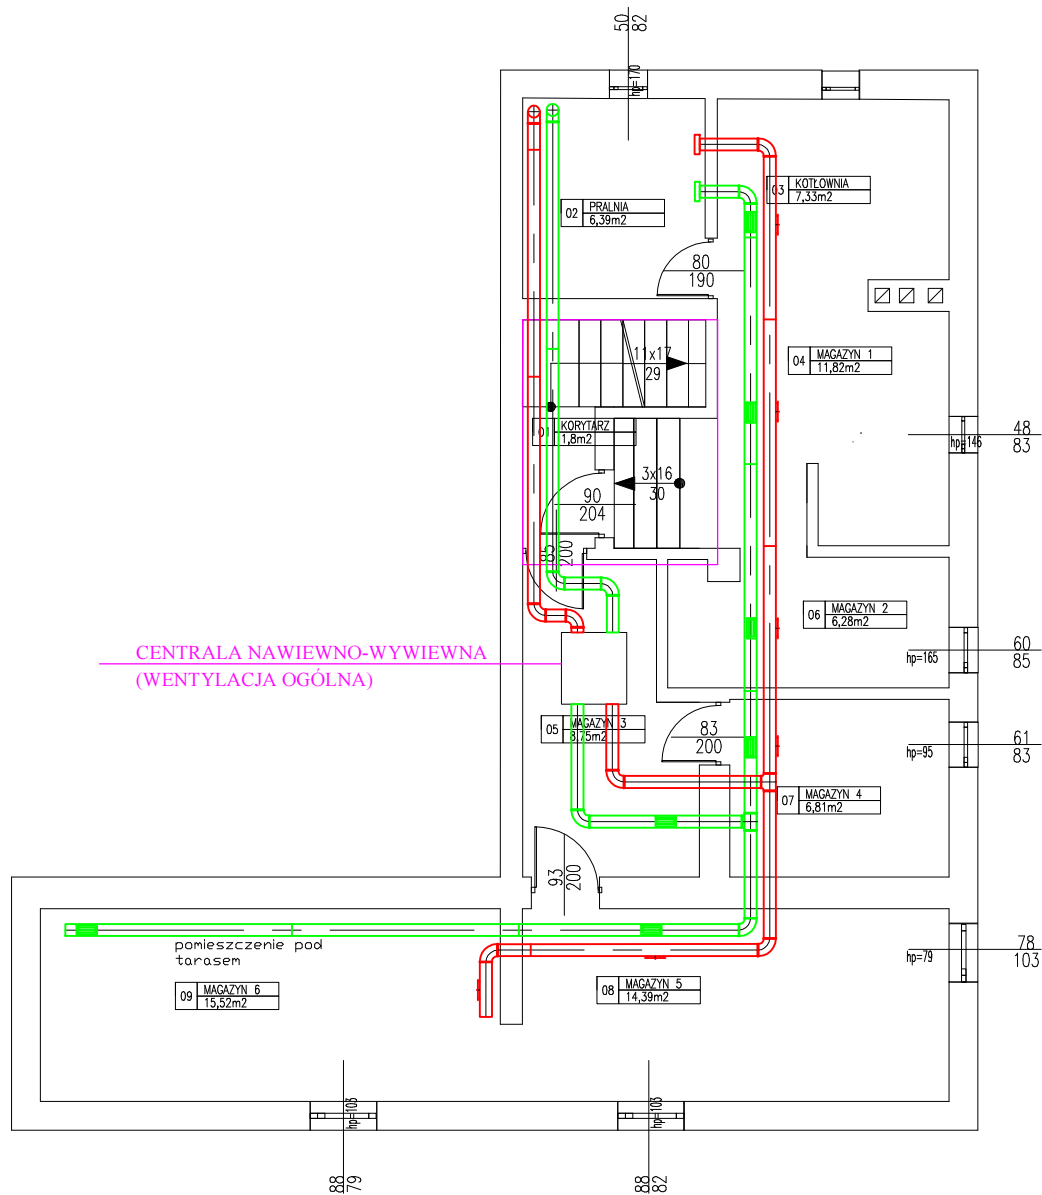 50
82
hp=170
03 KOTŁOWNIA
7,33m2
02 PRALNIA
6,39m2
80
190
11x17
29
04 MAGAZYN 1
11,82m2
01 KORYTARZ
1,8m2
48
83
hp=146
3x16
30
90
204
85
200
06 MAGAZYN 2
6,28m2
60
85
hp=165
CENTRALA NAWIEWNO-WYWIEWNA
(WENTYLACJA OGÓLNA)
05 MAGAZYN 3
8,75m2
83
200
61
83
hp=95
07 MAGAZYN 4
6,81m2
93
200
pomieszczenie pod
tarasem
78
103
hp=79
09 MAGAZYN 6
15,52m2
08 MAGAZYN 5
14,39m2
hp=103
hp=103
88
79
88
82